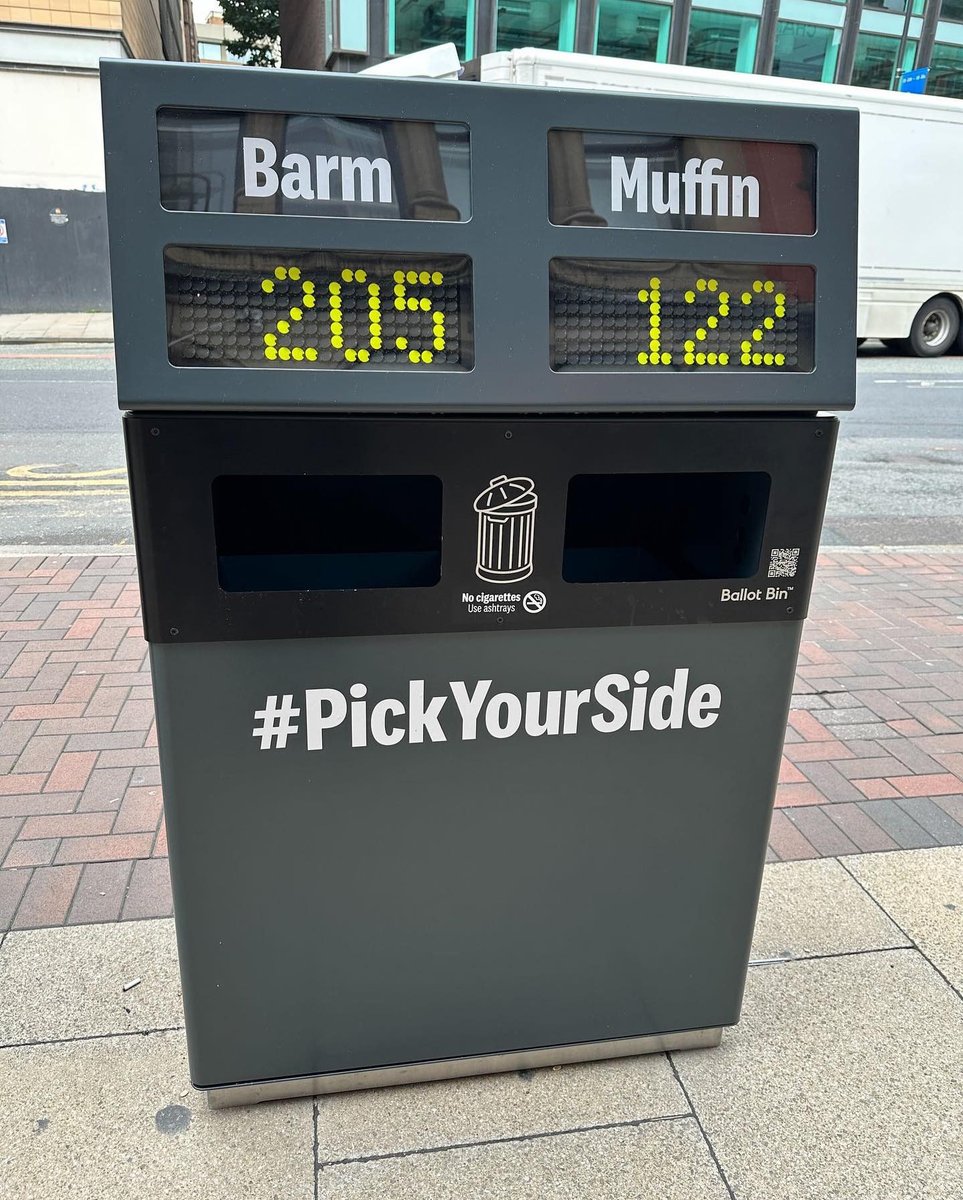 Barm
Muffin
205
122
No cigarettes
Use ashtrays
Ballot Bin™
#PickYourSide